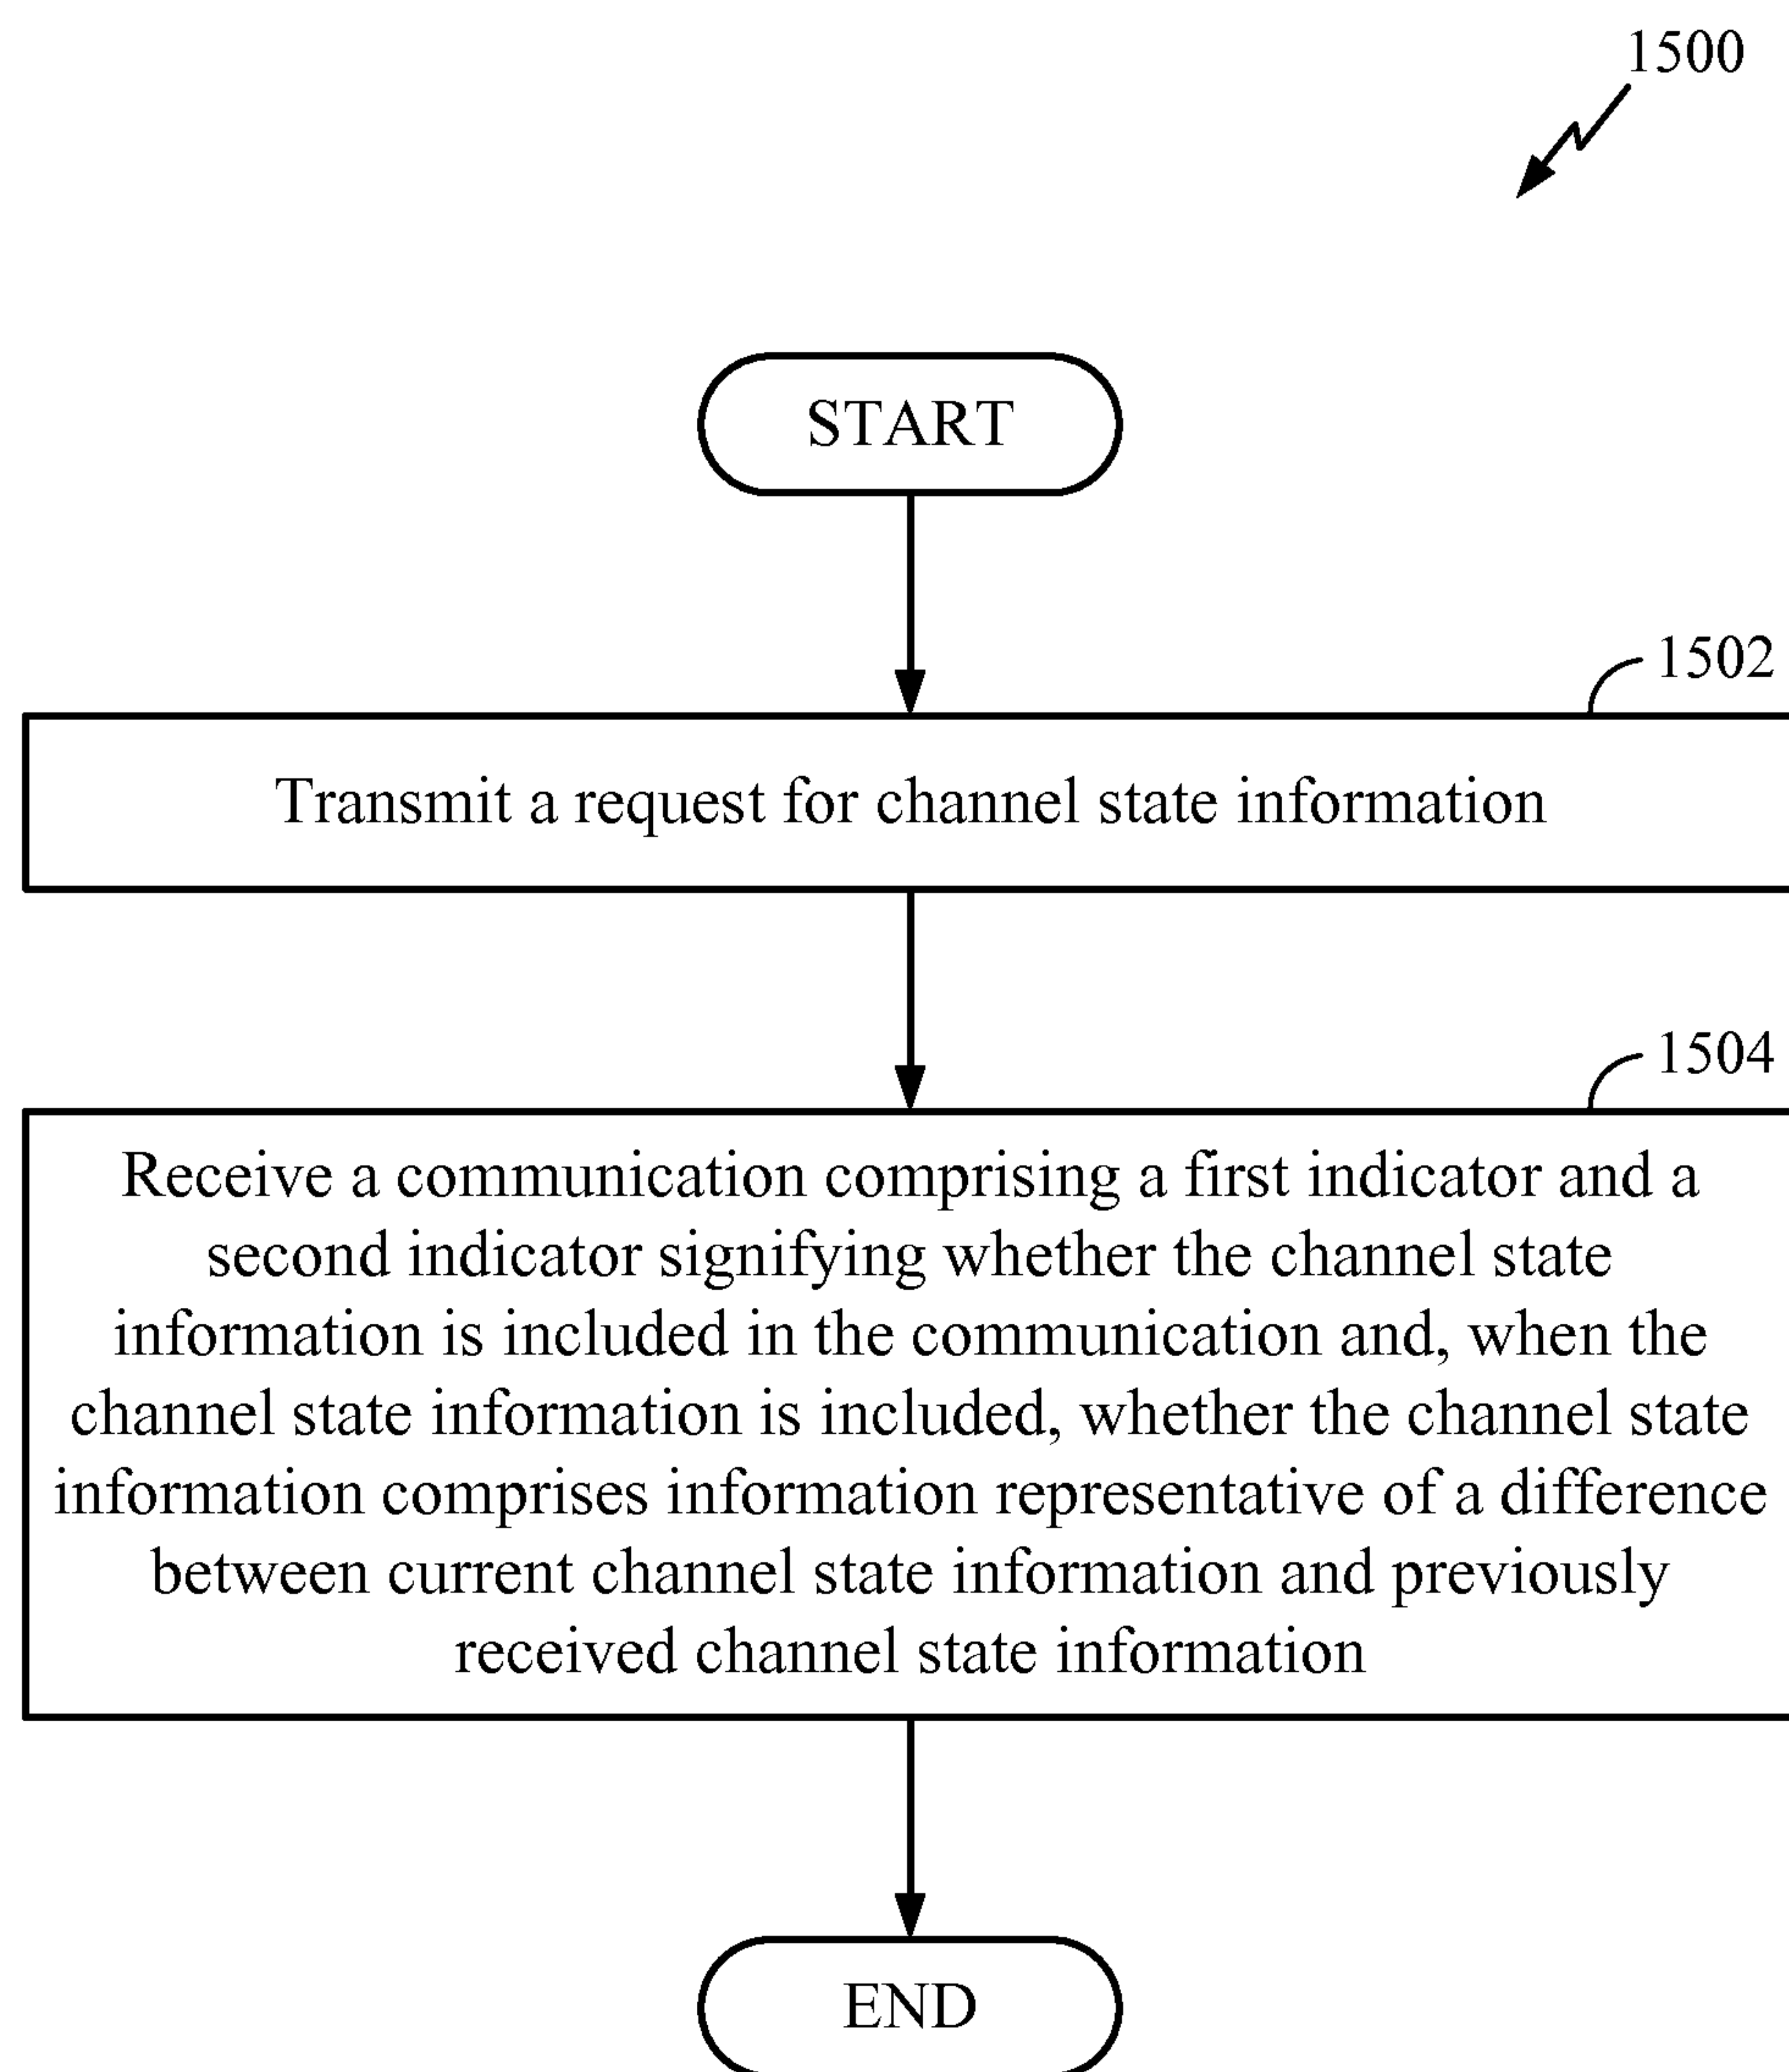 1500
START
1502
Transmit a request for channel state information
1504
Receive a communication comprising a first indicator and a
second indicator signifying whether the channel state
information is included in the communication and, when the
channel state information is included, whether the channel state
information comprises information representative of a difference
between current channel state information and previously
received channel state information
END